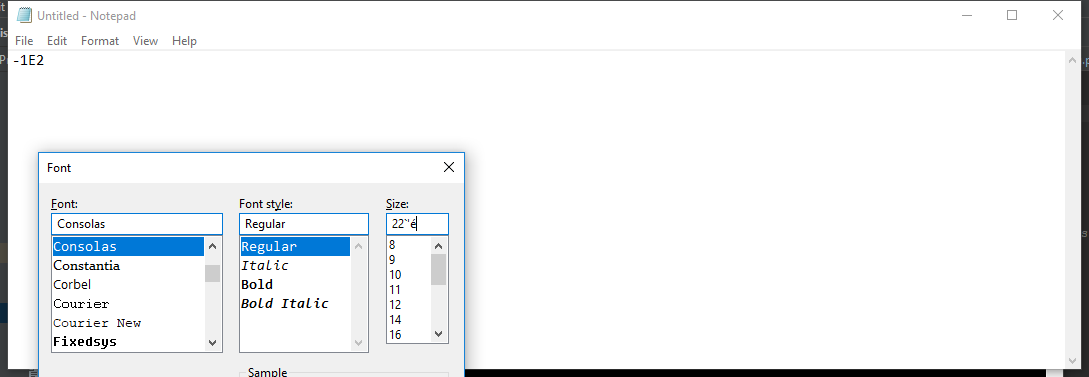 Untitled - Notepad
File Edit Format View Help
-1E2
Font
Font: Font style: Size:
Consolas Regular 22`'é
Consolas Regular 8
Constantia Italic 9
Corbel Bold 10
Courier Bold Italic 11
Courier New 12
Fixedsys 14
16
Sample